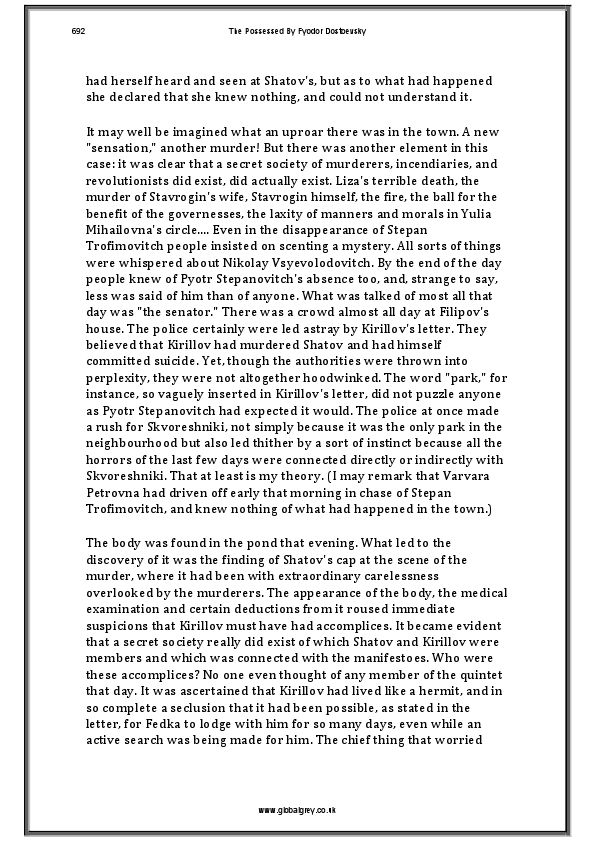 692
The Possessed By Fyodor Dostoevsky
had herself heard and seen at Shatov's, but as to what had happened
she declared that she knew nothing, and could not understand it.
It may well be imagined what an uproar there was in the town. A new
"sensation," another murder! But there was another element in this
case: it was clear that a secret society of murderers, incendiaries, and
revolutionists did exist, did actually exist. Liza's terrible death, the
murder of Stavrogin's wife, Stavrogin himself, the fire, the ball for the
benefit of the governesses, the laxity of manners and morals in Yulia
Mihailovna's circle.... Even in the disappearance of Stepan
Trofimovitch people insisted on scenting a mystery. All sorts of things
were whispered about Nikolay Vsyevolodovitch. By the end of the day
people knew of Pyotr Stepanovitch's absence too, and, strange to say,
less was said of him than of anyone. What was talked of most all that
day was "the senator." There was a crowd almost all day at Filipov's
house. The police certainly were led astray by Kirillov's letter. They
believed that Kirillov had murdered Shatov and had himself
committed suicide. Yet, though the authorities were thrown into
perplexity, they were not altogether hoodwinked. The word "park," for
instance, so vaguely inserted in Kirillov's letter, did not puzzle anyone
as Pyotr Stepanovitch had expected it would. The police at once made
a rush for Skvoreshniki, not simply because it was the only park in the
neighbourhood but also led thither by a sort of instinct because all the
horrors of the last few days were connected directly or indirectly with
Skvoreshniki. That at least is my theory. (I may remark that Varvara
Petrovna had driven off early that morning in chase of Stepan
Trofimovitch, and knew nothing of what had happened in the town.)
The body was found in the pond that evening. What led to the
discovery of it was the finding of Shatov's cap at the scene of the
murder, where it had been with extraordinary carelessness
overlooked by the murderers. The appearance of the body, the medical
examination and certain deductions from it roused immediate
suspicions that Kirillov must have had accomplices. It became evident
that a secret society really did exist of which Shatov and Kirillov were
members and which was connected with the manifestoes. Who were
these accomplices? No one even thought of any member of the quintet
that day. It was ascertained that Kirillov had lived like a hermit, and in
so complete a seclusion that it had been possible, as stated in the
letter, for Fedka to lodge with him for so many days, even while an
active search was being made for him. The chief thing that worried
www.globalgrey.co.uk